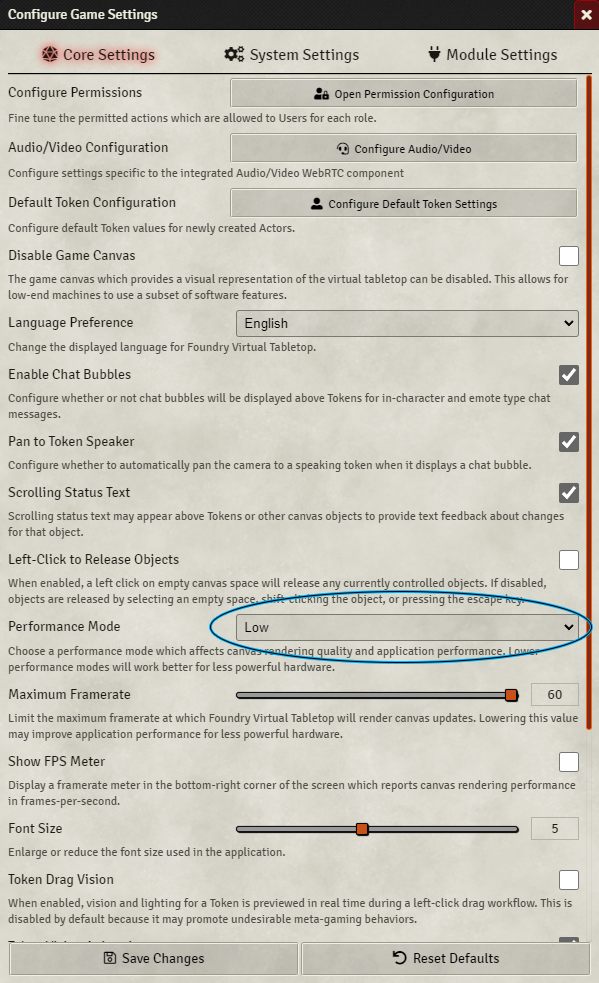 Configure Game Settings
Core Settings
System Settings
Module Settings
Configure Permissions
Open Permission Configuration
Fine tune the permitted actions which are allowed to Users for each role.
Audio/Video Configuration
Configure Audio/Video
Configure settings specific to the integrated Audio/Video WebRTC component
Default Token Configuration
Configure Default Token Settings
Configure default Token values for newly created Actors.
Disable Game Canvas
The game canvas which provides a visual representation of the virtual tabletop can be disabled. This allows for
low-end machines to use a subset of software features.
Language Preference
English
Change the displayed language for Foundry Virtual Tabletop.
Enable Chat Bubbles
Configure whether or not chat bubbles will be displayed above Tokens for in-character and emote type chat
messages.
Pan to Token Speaker
Configure whether to automatically pan the camera to a speaking token when it displays a chat bubble.
Scrolling Status Text
Scrolling status text may appear above Tokens or other canvas objects to provide text feedback about changes
for that object.
Left-Click to Release Objects
When enabled, a left click on empty canvas space will release any currently controlled objects. If disabled,
objects are released by selecting an empty space, shift-clicking the object, or pressing the escape key.
Performance Mode
Low
Choose a performance mode which affects canvas rendering quality and application performance. Lower
performance modes will work better for less powerful hardware.
Maximum Framerate
60
Limit the maximum framerate at which Foundry Virtual Tabletop will render canvas updates. Lowering this value
may improve application performance for less powerful hardware.
Show FPS Meter
Display a framerate meter in the bottom-right corner of the screen which reports canvas rendering performance
in frames-per-second.
Font Size
5
Enlarge or reduce the font size used in the application.
Token Drag Vision
When enabled, vision and lighting for a Token is previewed in real time during a left-click drag workflow. This is
disabled by default because it may promote undesirable meta-gaming behaviors.
Save Changes
Reset Defaults